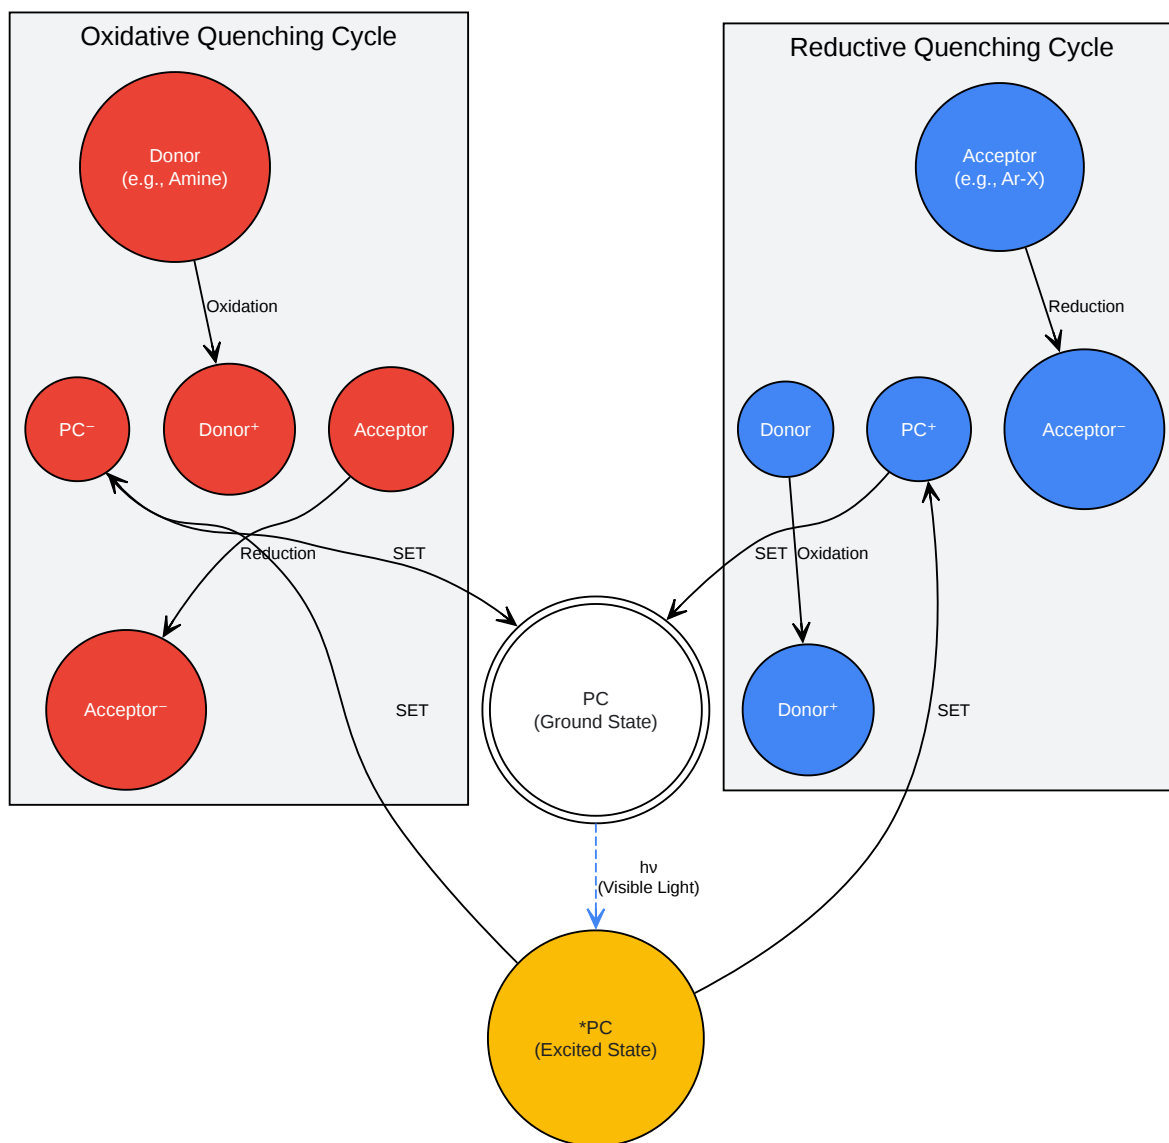 Oxidative Quenching Cycle
Reductive Quenching Cycle
Donor
(e.g., Amine)
Acceptor
(e.g., Ar-X)
Oxidation
Reduction
PC⁻
Donor⁺
Acceptor
Donor
PC⁺
Acceptor⁻
Reduction
SET
SET
Oxidation
Acceptor⁻
SET
PC
(Ground State)
Donor⁺
SET
hν
(Visible Light)
*PC
(Excited State)